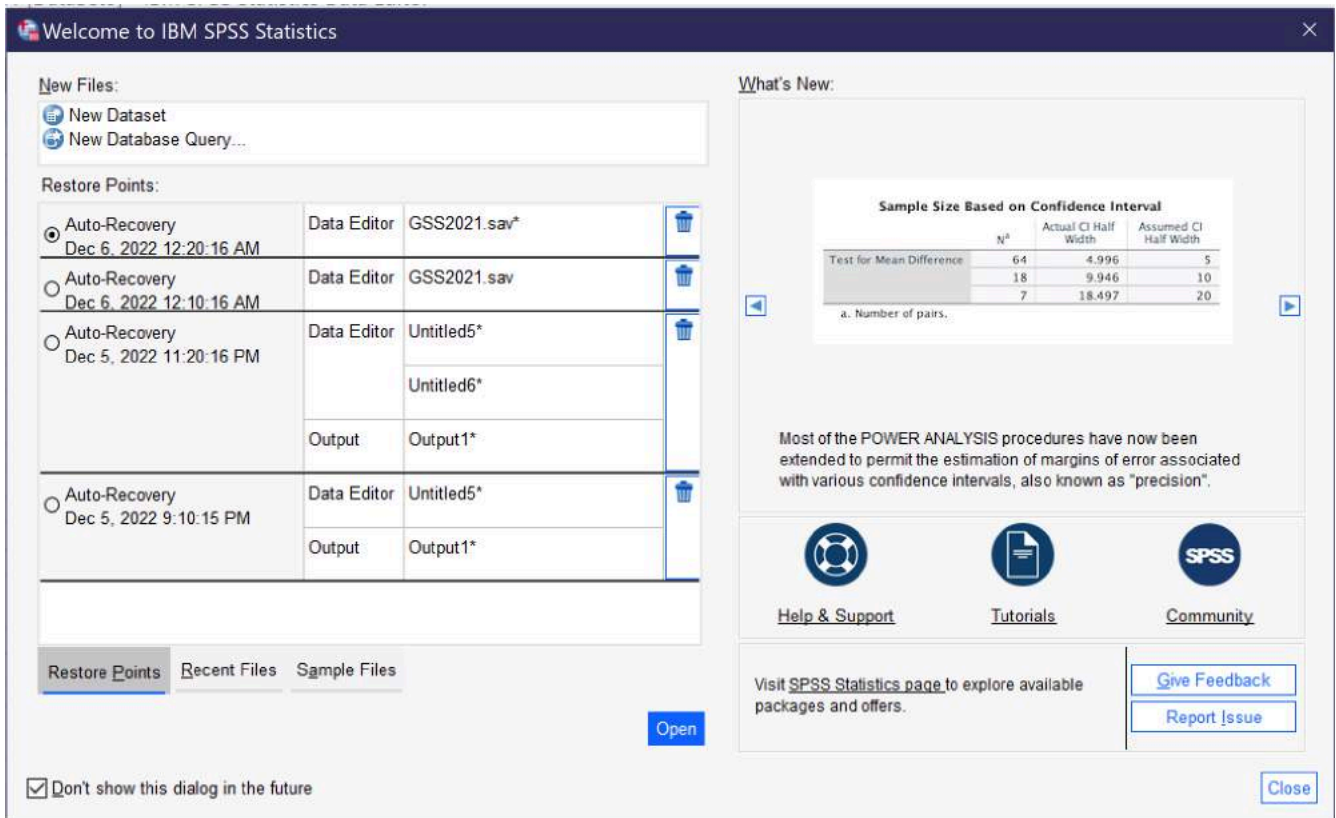 Welcome to IBM SPSS Statistics
New Files:
New Dataset
New Database Query...
Restore Points:
Auto-Recovery
Dec 6, 2022 12:20:16 AM
Data Editor GSS2021.sav*
Auto-Recovery
Dec 6, 2022 12:10:16 AM
Data Editor GSS2021.sav
Auto-Recovery
Dec 5, 2022 11:20:16 PM
Data Editor Untitled5*
Untitled6*
Output Output1*
Auto-Recovery
Dec 5, 2022 9:10:15 PM
Data Editor Untitled5*
Output Output1*
Restore Points Recent Files Sample Files
Open
Don't show this dialog in the future
What's New:
Sample Size Based on Confidence Interval
Nᵃ Actual CI Half Width Assumed CI Half Width
Test for Mean Difference 64 4.996 5
18 9.946 10
7 18.497 20
a. Number of pairs.
Most of the POWER ANALYSIS procedures have now been
extended to permit the estimation of margins of error associated
with various confidence intervals, also known as "precision".
SPSS
Help & Support Tutorials Community
Visit SPSS Statistics page to explore available
packages and offers.
Give Feedback
Report Issue
Close